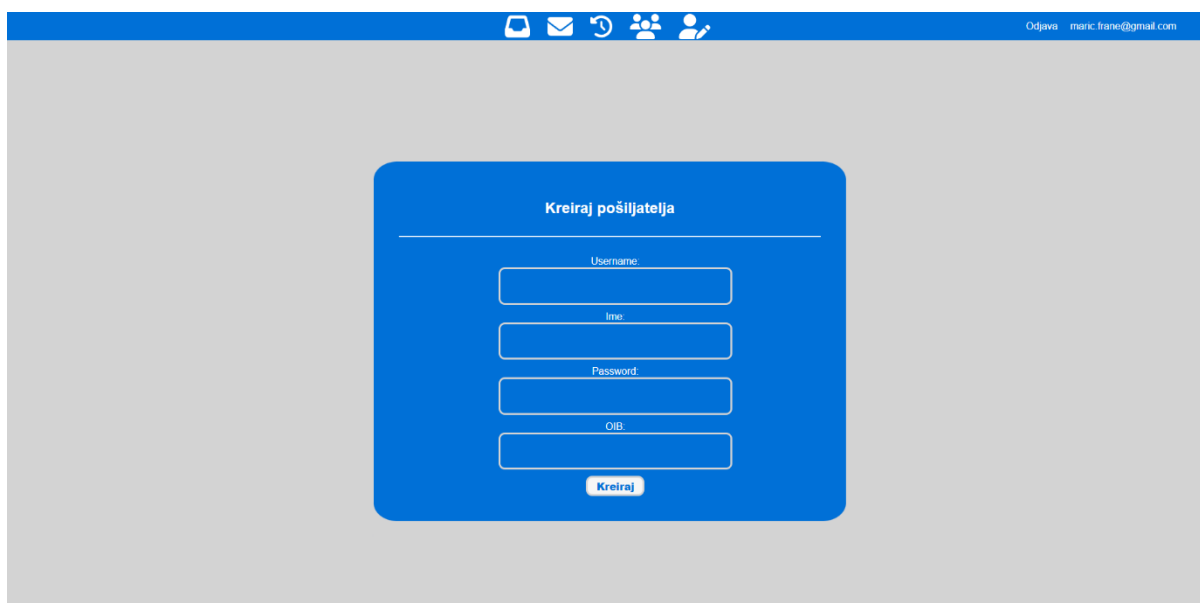 Odjava maric.frane@gmail.com
Kreiraj pošiljatelja
Username:
Ime:
Password:
OIB:
Kreiraj